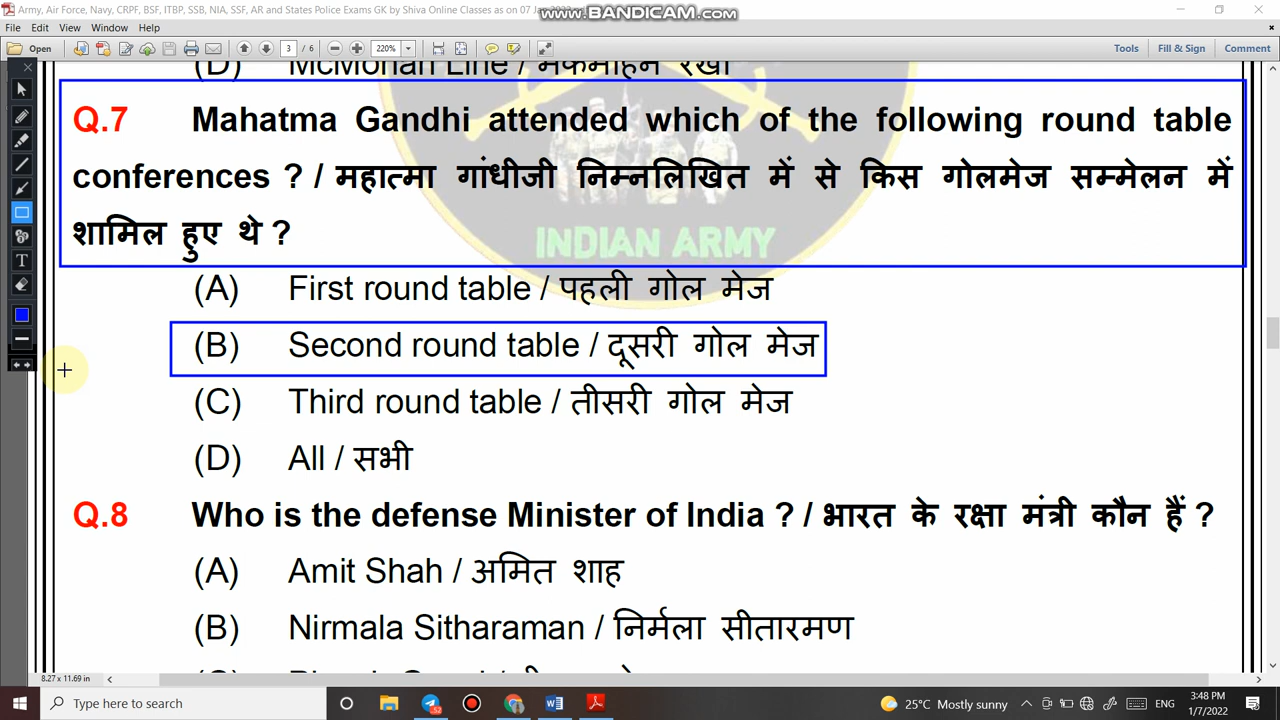 Army, Air Force, Navy, CRPF, BSF, ITBP, SSB, NIA, SSF, AR and States Police Exams GK by Shiva Online Classes as on 07
www.BANDICAM.com
File Edit View Window Help
Open 3 / 6 220% Tools Fill & Sign Comment
(D) McMohan Line / मैकमोहन रेखा
Q.7 Mahatma Gandhi attended which of the following round table
conferences ? / महात्मा गांधीजी निम्नलिखित में से किस गोलमेज सम्मेलन में
शामिल हुए थे ?
INDIAN ARMY
(A) First round table / पहली गोल मेज
(B) Second round table / दूसरी गोल मेज
(C) Third round table / तीसरी गोल मेज
(D) All / सभी
Q.8 Who is the defense Minister of India ? / भारत के रक्षा मंत्री कौन हैं ?
(A) Amit Shah / अमित शाह
(B) Nirmala Sitharaman / निर्मला सीतारमण
8.27 x 11.69 in
Type here to search 52 25°C Mostly sunny ENG 3:48 PM
1/7/2022